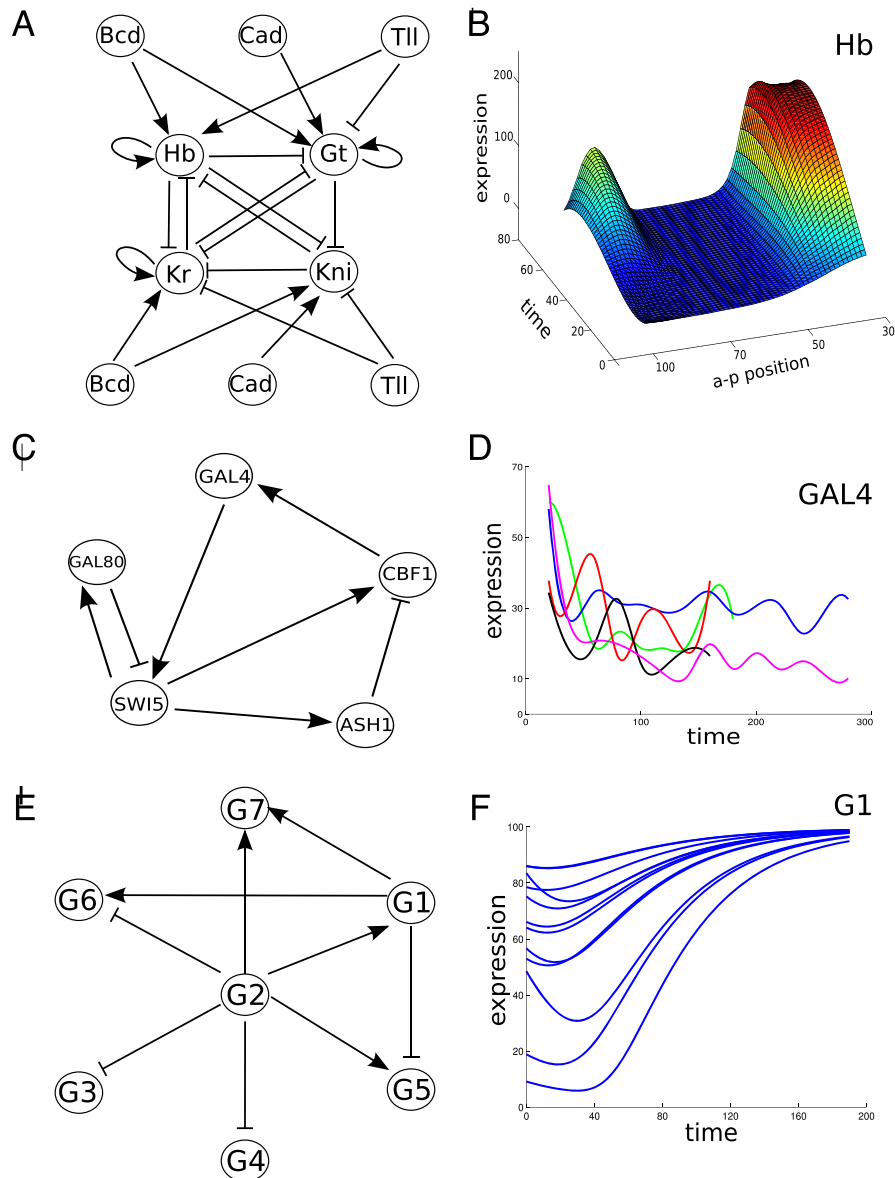 A
Bcd
Cad
Tll
Hb
Gt
Kr
Kni
Bcd
Cad
Tll
B
Hb
expression
200
100
0
80
60
40
20
0
time
100
70
50
30
a-p position
C
GAL4
GAL80
CBF1
SWI5
ASH1
D
GAL4
expression
70
50
30
10
0
0
100
200
300
time
E
G7
G6
G1
G2
G3
G5
G4
F
G1
expression
100
80
60
40
20
0
0
40
80
120
160
200
time